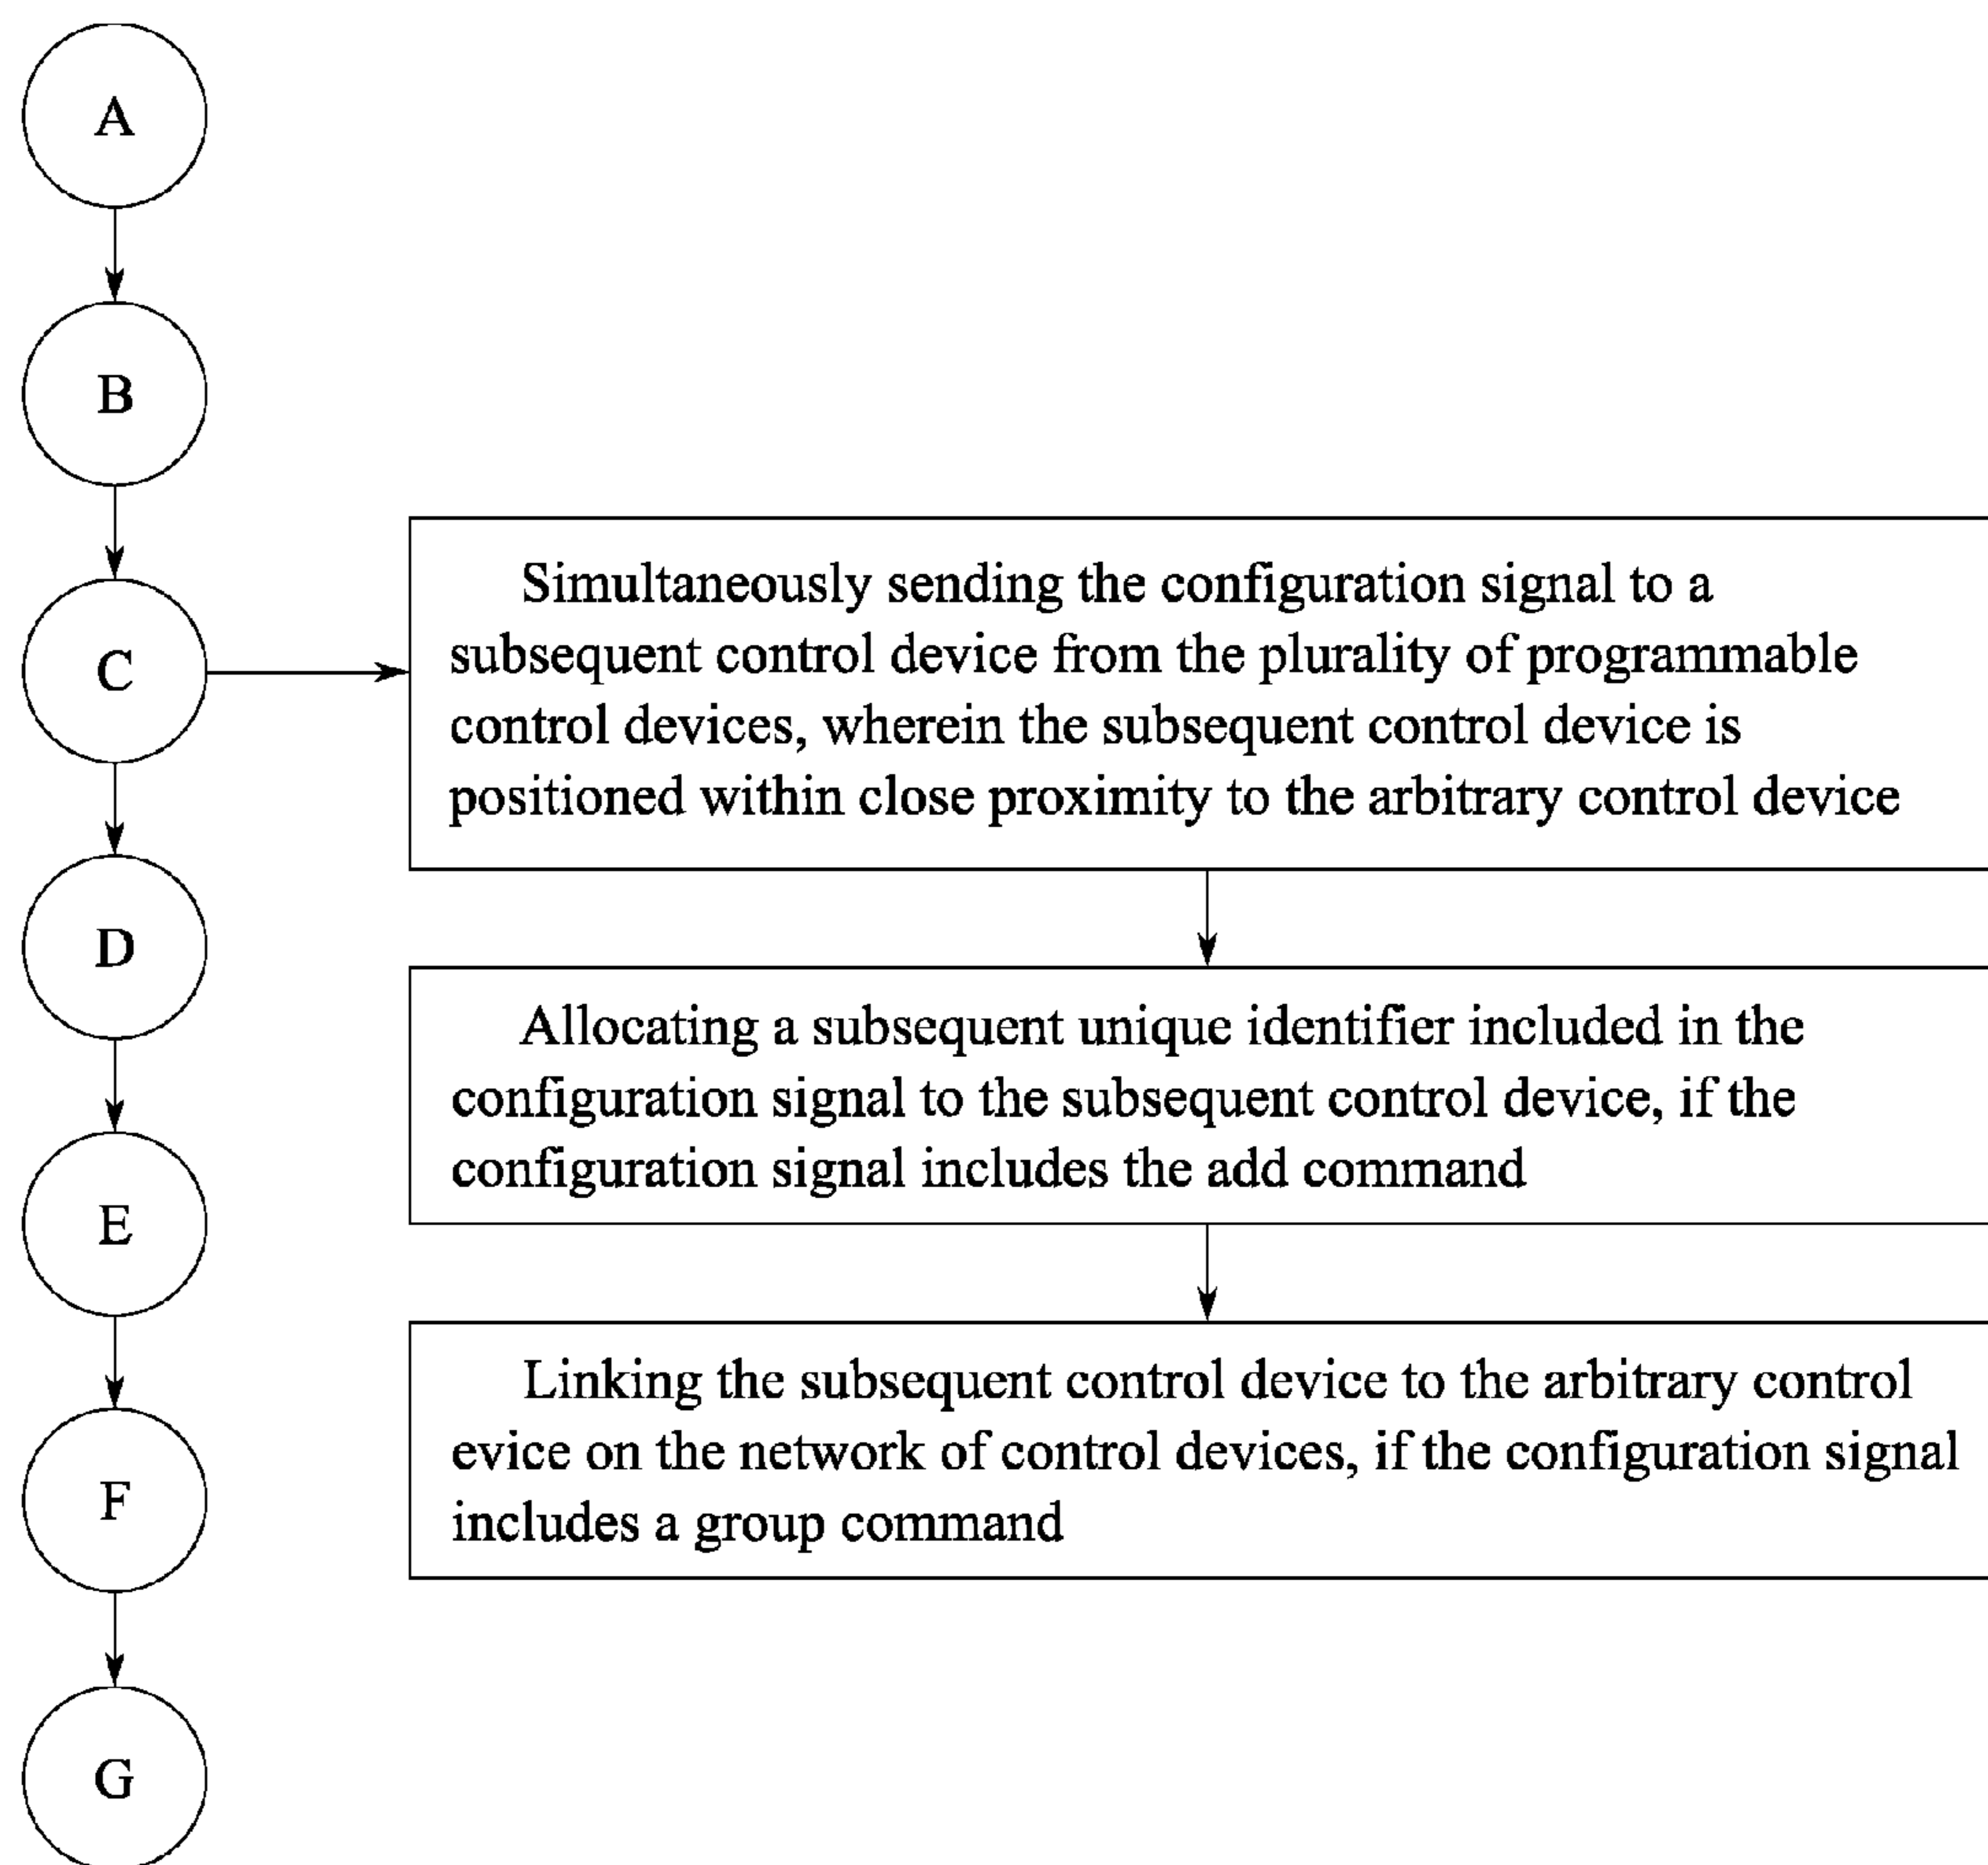 A
B
C
Simultaneously sending the configuration signal to a
subsequent control device from the plurality of programmable
control devices, wherein the subsequent control device is
positioned within close proximity to the arbitrary control device
D
Allocating a subsequent unique identifier included in the
configuration signal to the subsequent control device, if the
configuration signal includes the add command
E
Linking the subsequent control device to the arbitrary control
evice on the network of control devices, if the configuration signal
includes a group command
F
G